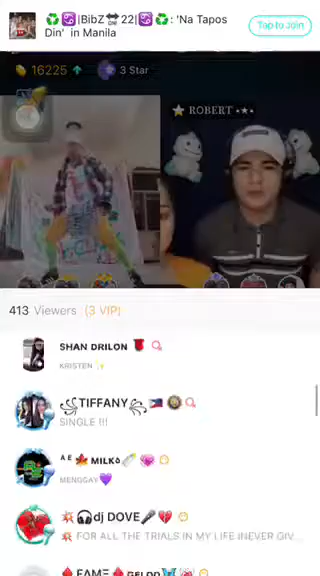 |BibZ 22| : 'Na Tapos
Din' in Manila
Tap to Join
16225 3 Star
ROBERT
413 Viewers (3 VIP)
SHAN DRILON
KRISTEN
TIFFANY
SINGLE !!!
ᴬᴱ MILKO
MENGGAY
dj DOVE
FOR ALL THE TRIALS IN MY LIFE INEVER GIV...